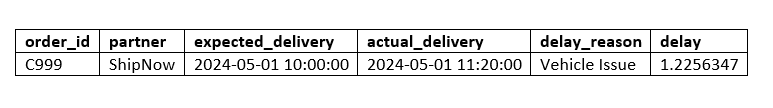 order_id partner expected_delivery actual_delivery delay_reason delay
C999 ShipNow 2024-05-01 10:00:00 2024-05-01 11:20:00 Vehicle Issue 1.2256347